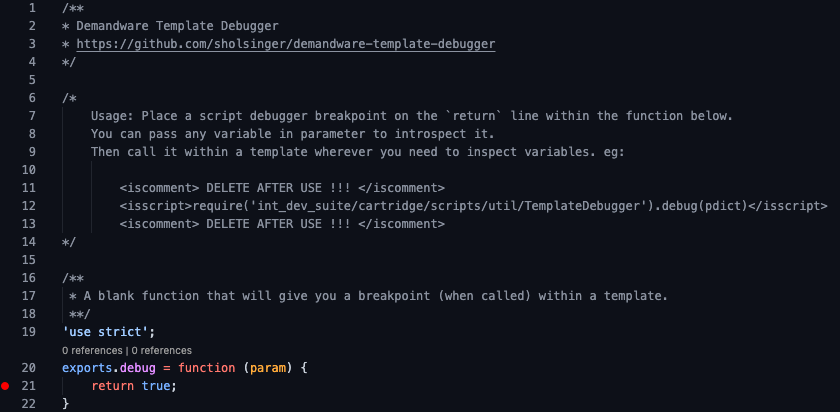 1 /**
2 * Demandware Template Debugger
3 * https://github.com/sholsinger/demandware-template-debugger
4 */
5
6 /*
7 Usage: Place a script debugger breakpoint on the `return` line within the function below.
8 You can pass any variable in parameter to introspect it.
9 Then call it within a template wherever you need to inspect variables. eg:
10
11 <iscomment> DELETE AFTER USE !!! </iscomment>
12 <isscript>require('int_dev_suite/cartridge/scripts/util/TemplateDebugger').debug(pdict)</isscript>
13 <iscomment> DELETE AFTER USE !!! </iscomment>
14 */
15
16 /**
17 * A blank function that will give you a breakpoint (when called) within a template.
18 **/
19 'use strict';
0 references | 0 references
20 exports.debug = function (param) {
21 return true;
22 }